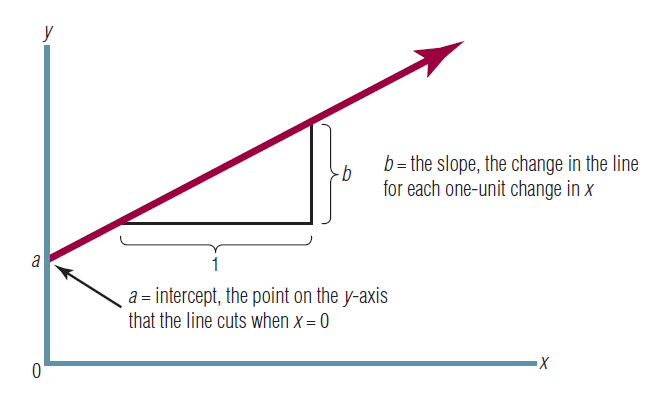 y
b
b = the slope, the change in the line
for each one-unit change in x
a
1
a = intercept, the point on the y-axis
that the line cuts when x = 0
0
x